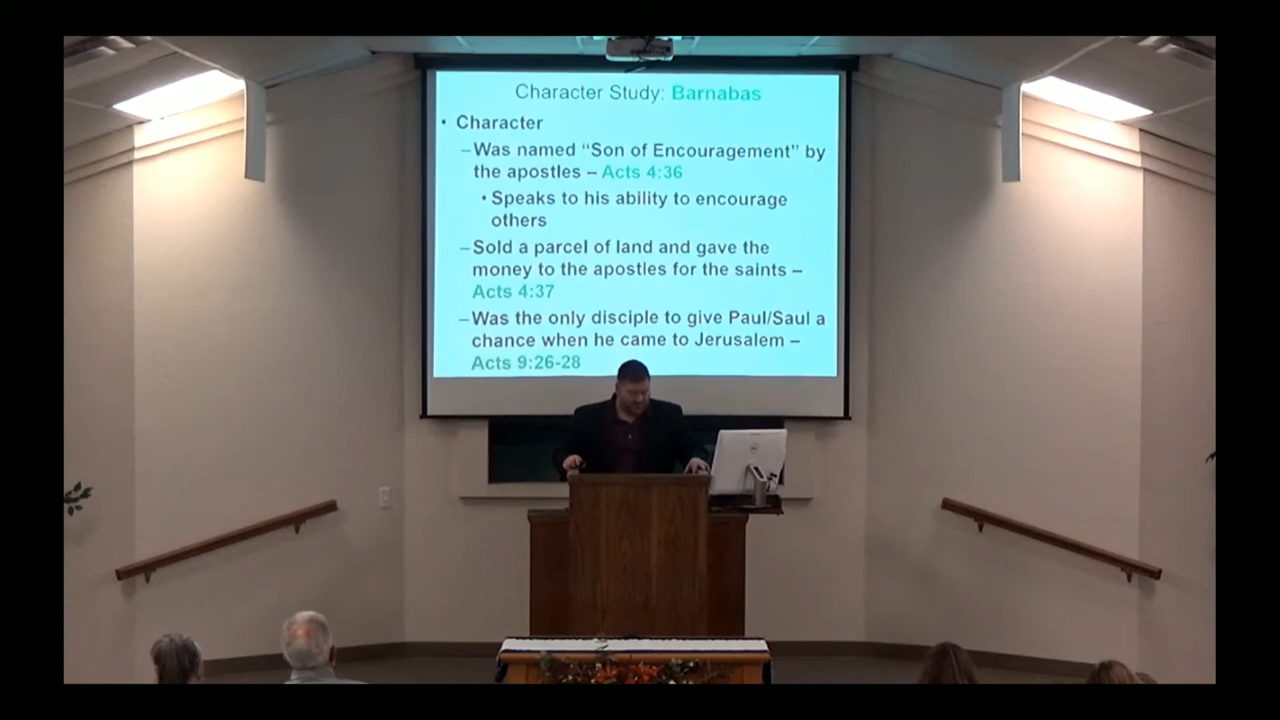 Character Study: Barnabas
• Character
–Was named “Son of Encouragement” by
the apostles – Acts 4:36
• Speaks to his ability to encourage
others
–Sold a parcel of land and gave the
money to the apostles for the saints –
Acts 4:37
–Was the only disciple to give Paul/Saul a
chance when he came to Jerusalem –
Acts 9:26-28